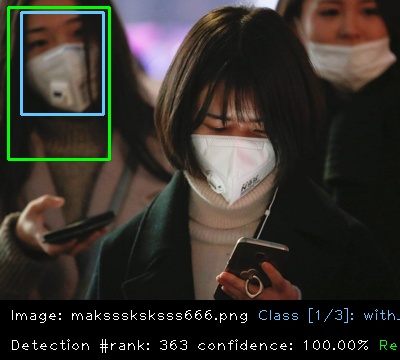 Image: maksssksksss666.png Class [1/3]: with_
Detection #rank: 363 confidence: 100.00% Re